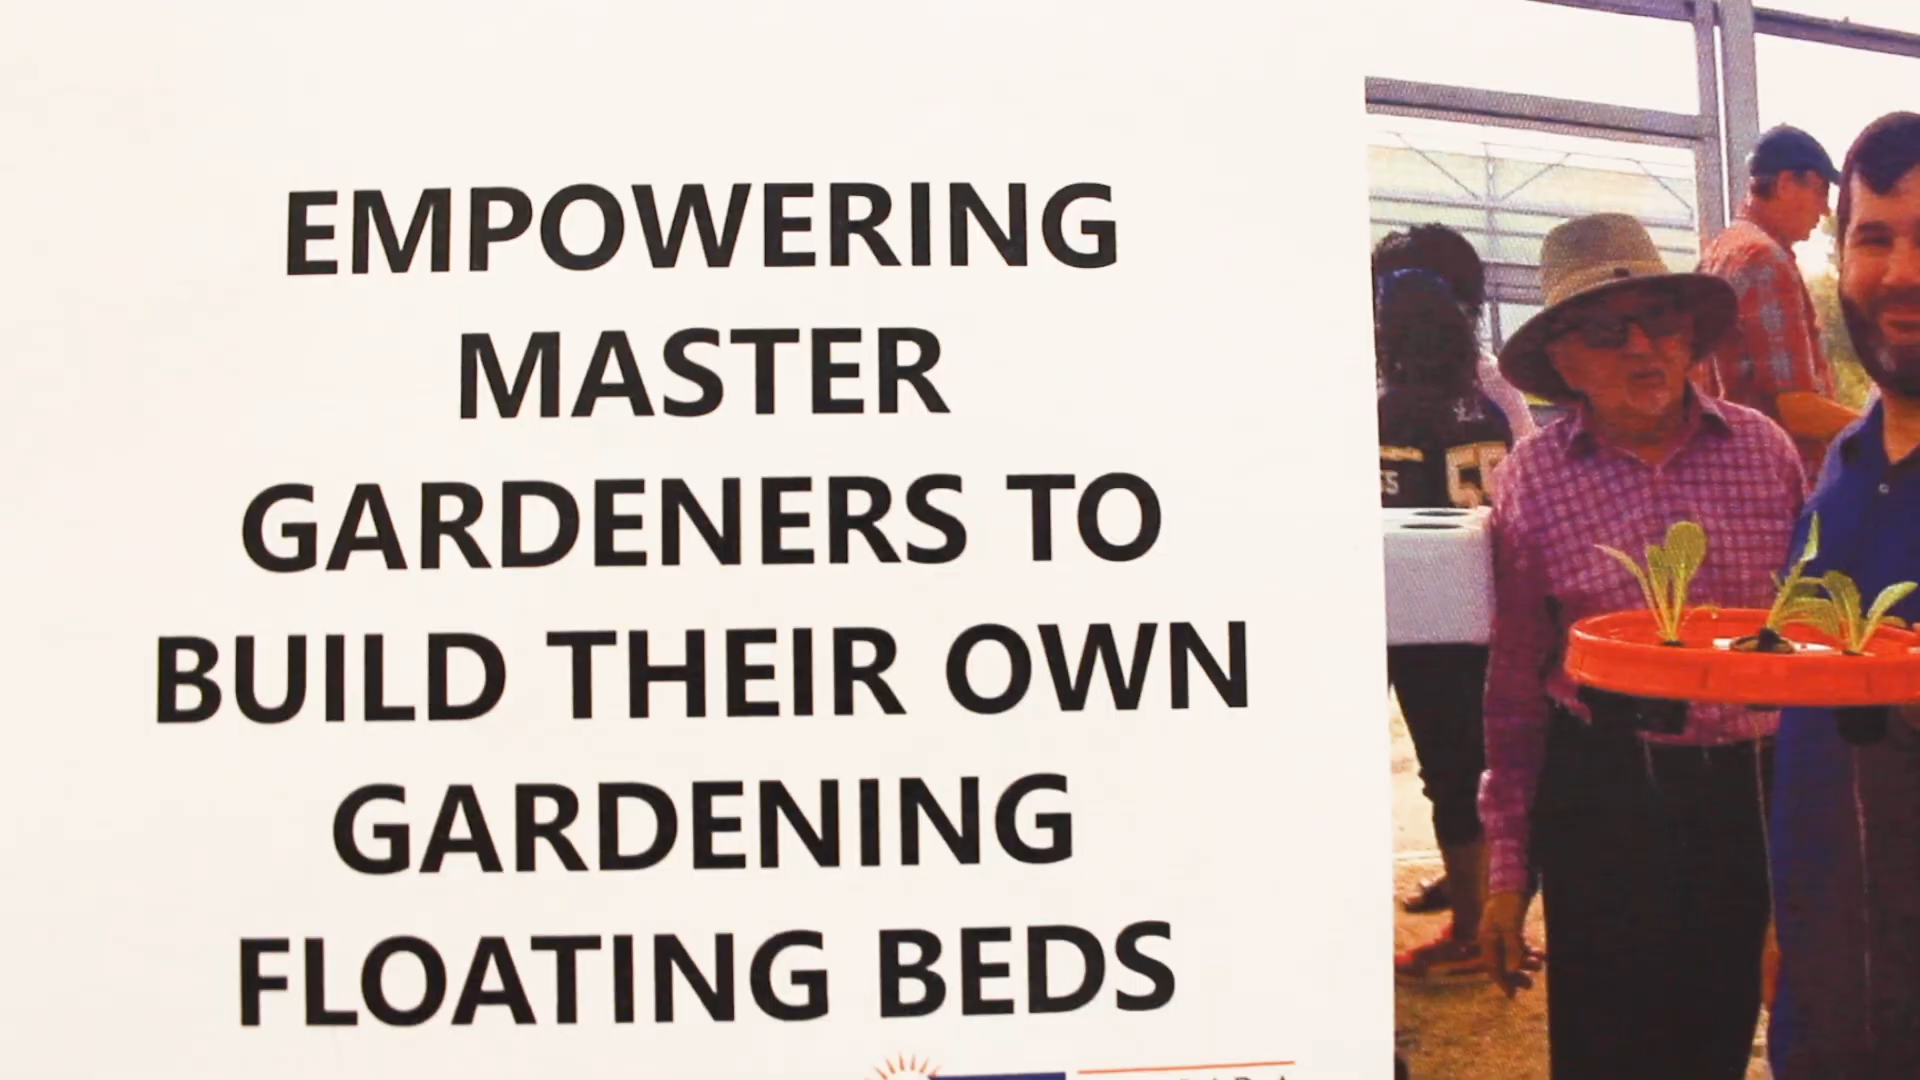 EMPOWERING
MASTER
GARDENERS TO
BUILD THEIR OWN
GARDENING
FLOATING BEDS